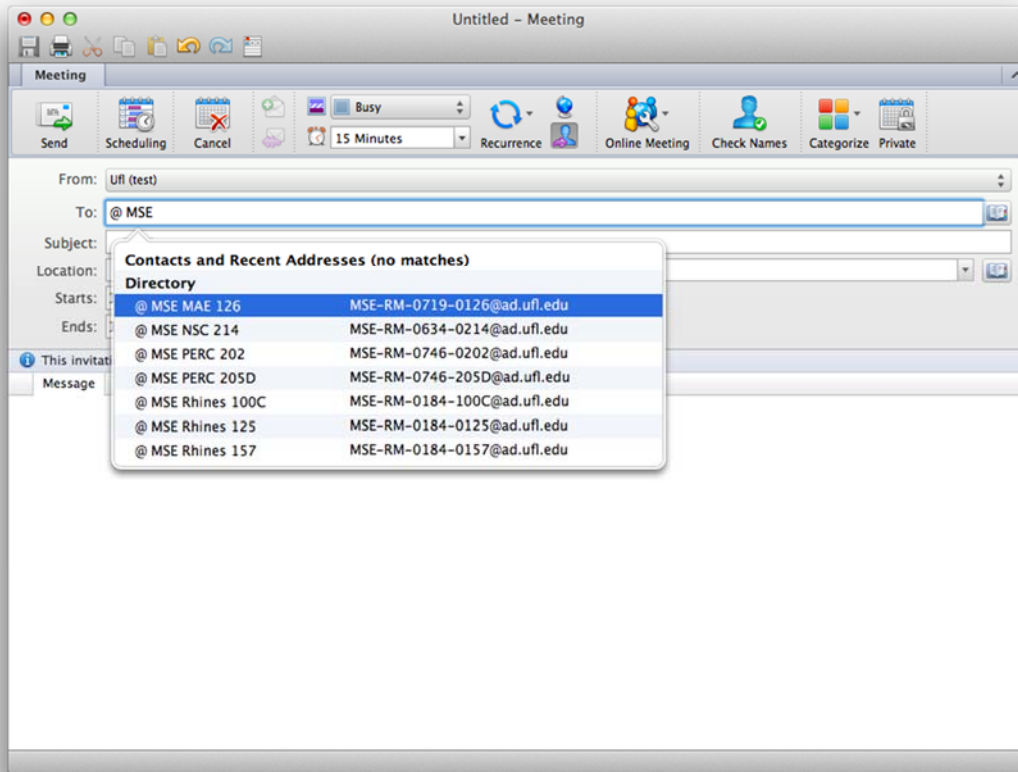 Untitled – Meeting
Meeting
Busy
15 Minutes
Send Scheduling Cancel Recurrence Online Meeting Check Names Categorize Private
From: Ufl (test)
To: @ MSE
Subject:
Location:
Starts:
Ends:
Contacts and Recent Addresses (no matches)
Directory
@ MSE MAE 126 MSE-RM-0719-0126@ad.ufl.edu
@ MSE NSC 214 MSE-RM-0634-0214@ad.ufl.edu
@ MSE PERC 202 MSE-RM-0746-0202@ad.ufl.edu
@ MSE PERC 205D MSE-RM-0746-205D@ad.ufl.edu
@ MSE Rhines 100C MSE-RM-0184-100C@ad.ufl.edu
@ MSE Rhines 125 MSE-RM-0184-0125@ad.ufl.edu
@ MSE Rhines 157 MSE-RM-0184-0157@ad.ufl.edu
This
Message